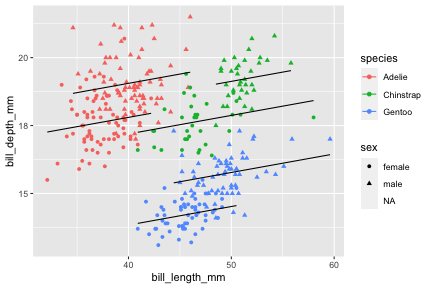 bill_depth_mm
20
18
15
40
50
60
bill_length_mm
species
Adelie
Chinstrap
Gentoo
sex
female
male
NA